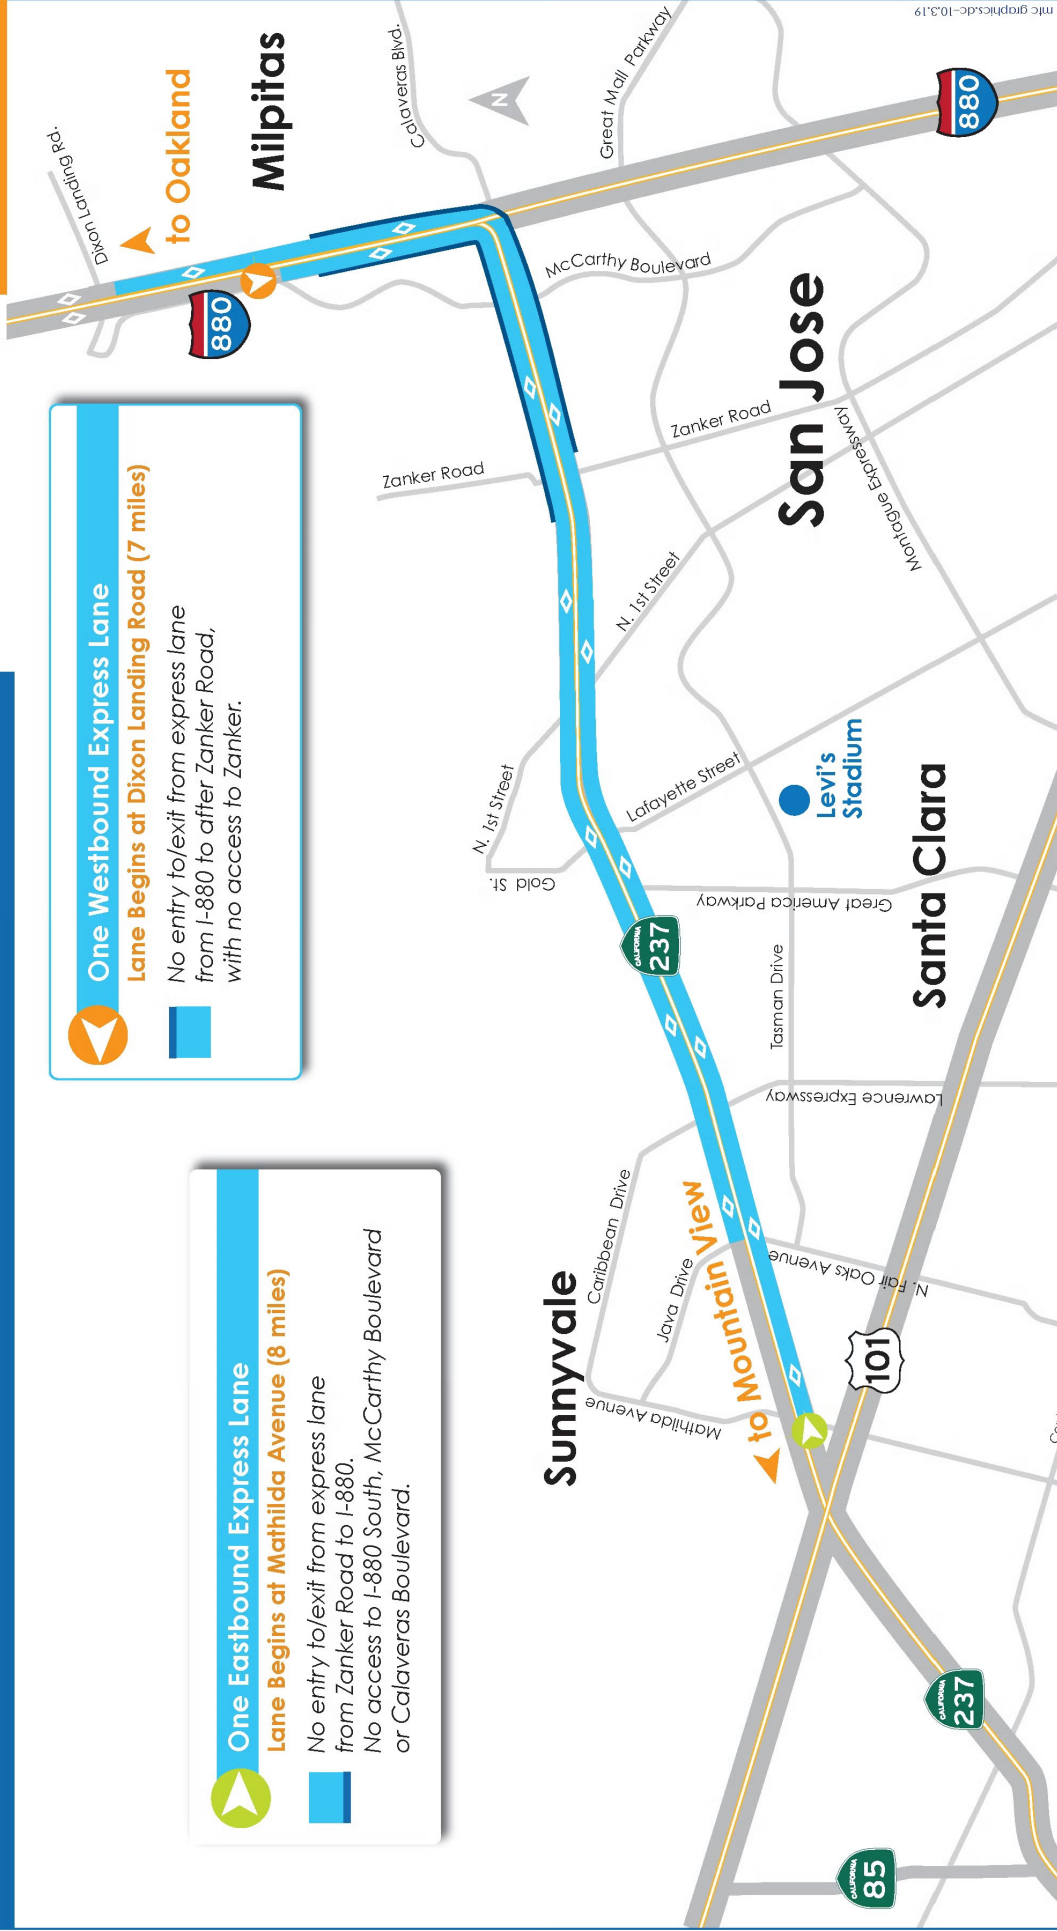 One Eastbound Express Lane
Lane Begins at Mathilda Avenue (8 miles)
No entry to/exit from express lane
from Zanker Road to I-880.
No access to I-880 South, McCarthy Boulevard
or Calaveras Boulevard.
One Westbound Express Lane
Lane Begins at Dixon Landing Road (7 miles)
No entry to/exit from express lane
from I-880 to after Zanker Road,
with no access to Zanker.
Dixon Landing Rd.
to Oakland
Milpitas
880
Calaveras Blvd.
N
Great Mall Parkway
880
McCarthy Boulevard
Zanker Road
Zanker Road
San Jose
Montague Expressway
N. 1st Street
N. 1st Street
Gold St.
Lafayette Street
Levi's
Stadium
Great America Parkway
Santa Clara
CALIFORNIA
237
Tasman Drive
Lawrence Expressway
Caribbean Drive
Java Drive
to Mountain View
Sunnyvale
Mathilda Avenue
N. Fair Oaks Avenue
101
CALIFORNIA
237
CALIFORNIA
85
mtc graphics.dc–10.3.19